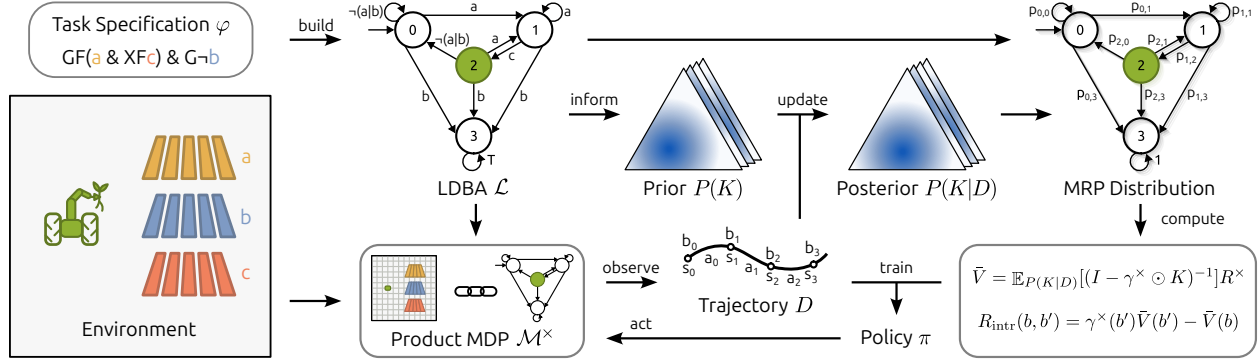 Task Specification φ
GF(a & XFc) & G¬b
a
b
c
Environment
build
¬(a|b)
a
a
0
1
¬(a|b)
a
c
2
b
b
b
3
T
LDBA ℒ
inform
Prior P(K)
update
Posterior P(K|D)
p0,0
p0,1
p1,1
0
1
p2,0
p2,1
p1,2
2
p0,3
p2,3
p1,3
3
1
MRP Distribution
compute
Product MDP ℳ×
observe
b0
b1
b2
b3
a0
a1
a2
s0
s1
s2
s3
Trajectory D
train
act
Policy π
V̄ = 𝔼P(K|D)[(I − γ× ⊙ K)−1]R×
Rintr(b, b′) = γ×(b′)V̄(b′) − V̄(b)